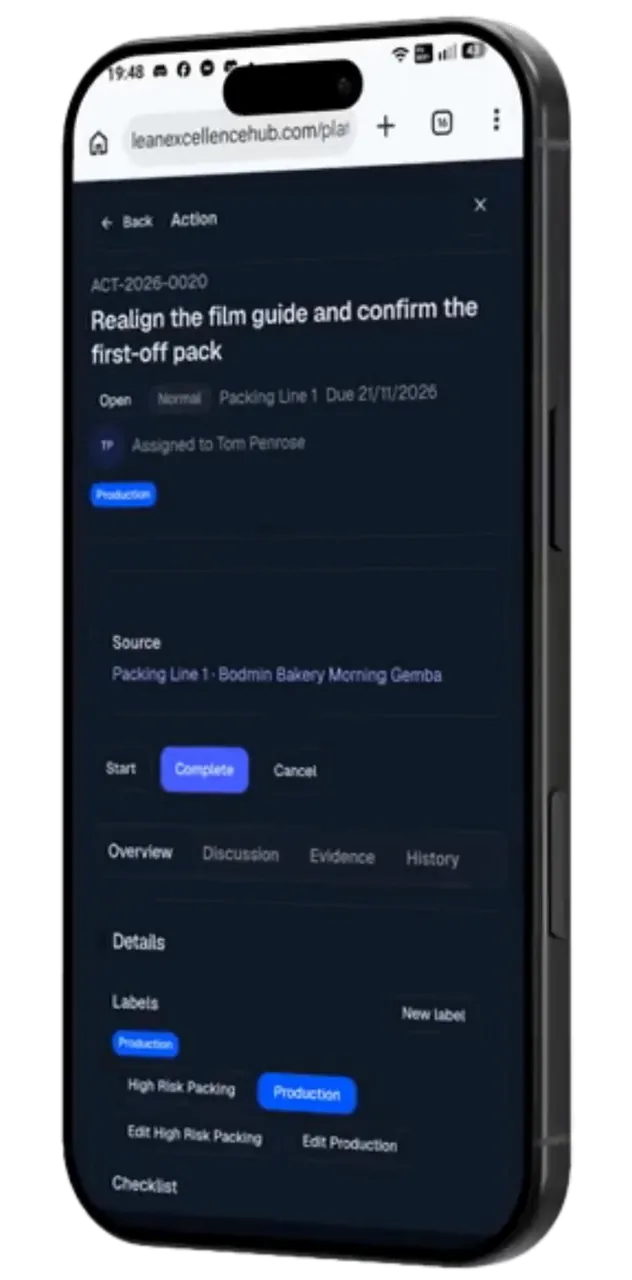 19:48
leanexcellencehub.com/pla
16
← Back Action
ACT-2026-0020
Realign the film guide and confirm the
first-off pack
Open Normal Packing Line 1 Due 21/11/2026
TP Assigned to Tom Penrose
Production
Source
Packing Line 1 · Bodmin Bakery Morning Gemba
Start Complete Cancel
Overview Discussion Evidence History
Details
Labels New label
Production
High Risk Packing Production
Edit High Risk Packing Edit Production
Checklist